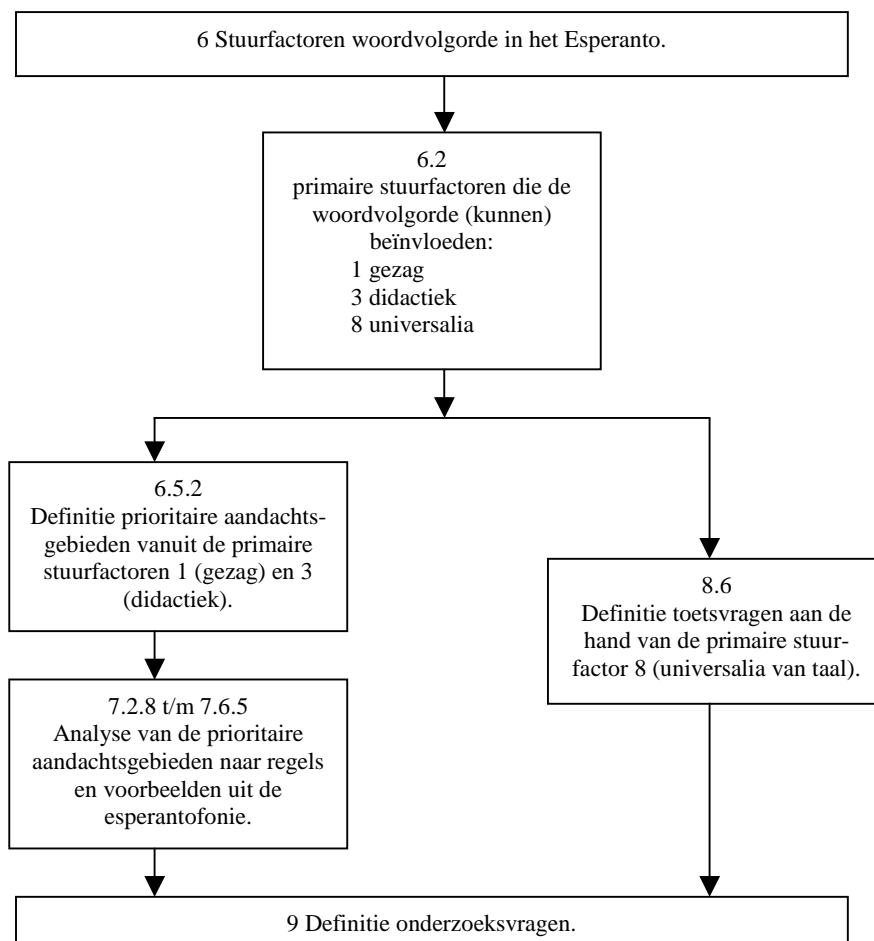 6 Stuurfactoren woordvolgorde in het Esperanto.
6.2
primaire stuurfactoren die de
woordvolgorde (kunnen)
beïnvloeden:
1 gezag
3 didactiek
8 universalia
6.5.2
Definitie prioritaire aandachts-
gebieden vanuit de primaire
stuurfactoren 1 (gezag) en 3
(didactiek).
8.6
Definitie toetsvragen aan de
hand van de primaire stuur-
factor 8 (universalia van taal).
7.2.8 t/m 7.6.5
Analyse van de prioritaire
aandachtsgebieden naar regels
en voorbeelden uit de
esperantofonie.
9 Definitie onderzoeksvragen.